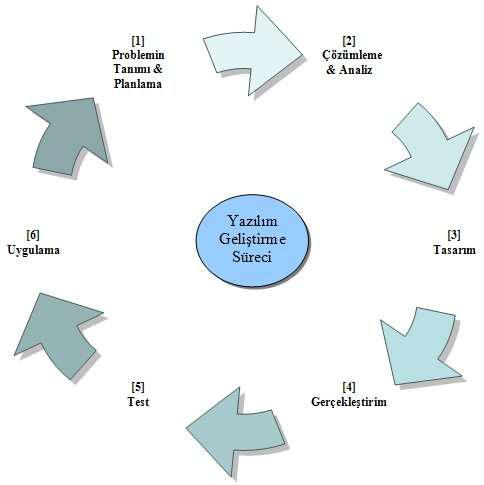 [1]
Problemin
Tanımı &
Planlama
[2]
Çözümleme
& Analiz
[3]
Tasarım
[4]
Gerçekleştirim
[5]
Test
[6]
Uygulama
Yazılım
Geliştirme
Süreci